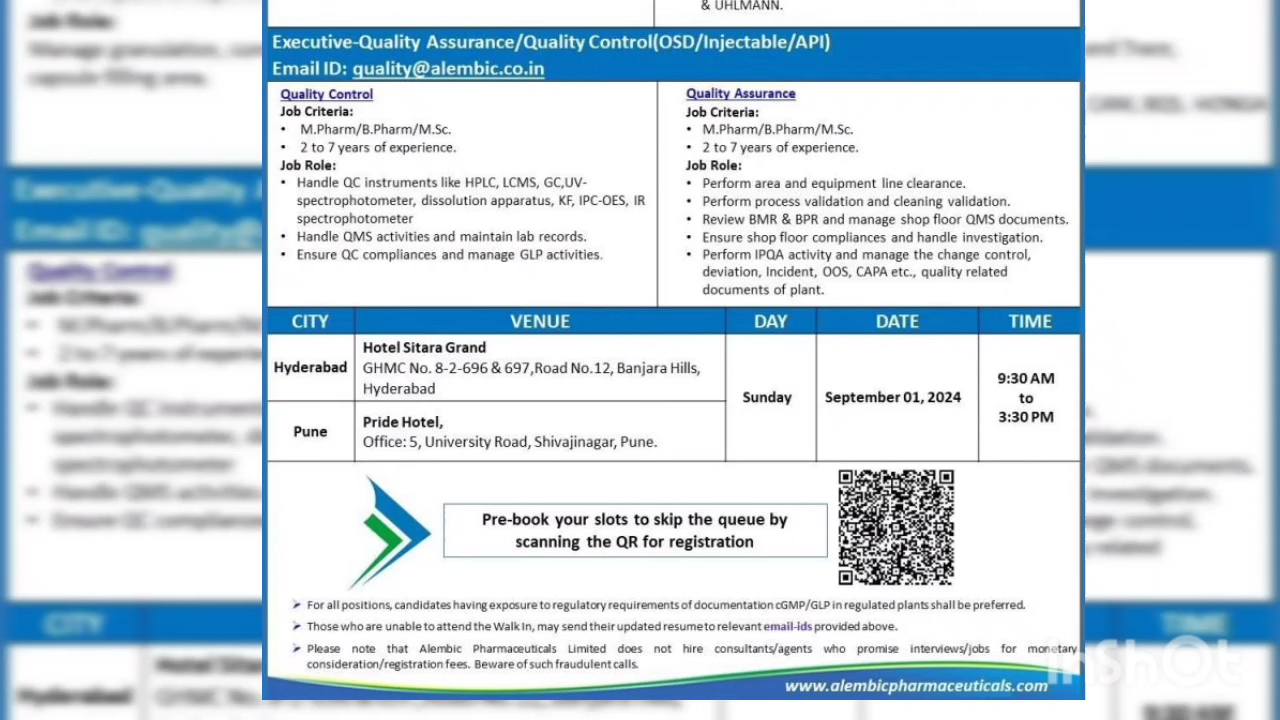 & UHLMANN.
Executive-Quality Assurance/Quality Control(OSD/Injectable/API)
Email ID: quality@alembic.co.in
Quality Control
Job Criteria:
• M.Pharm/B.Pharm/M.Sc.
• 2 to 7 years of experience.
Job Role:
• Handle QC instruments like HPLC, LCMS, GC,UV-
spectrophotometer, dissolution apparatus, KF, IPC-OES, IR
spectrophotometer
• Handle QMS activities and maintain lab records.
• Ensure QC compliances and manage GLP activities.
Quality Assurance
Job Criteria:
• M.Pharm/B.Pharm/M.Sc.
• 2 to 7 years of experience.
Job Role:
• Perform area and equipment line clearance.
• Perform process validation and cleaning validation.
• Review BMR & BPR and manage shop floor QMS documents.
• Ensure shop floor compliances and handle investigation.
• Perform IPQA activity and manage the change control,
deviation, Incident, OOS, CAPA etc., quality related
documents of plant.
CITY VENUE DAY DATE TIME
Hyderabad
Hotel Sitara Grand
GHMC No. 8-2-696 & 697,Road No.12, Banjara Hills,
Hyderabad
Pune
Pride Hotel,
Office: 5, University Road, Shivajinagar, Pune.
Sunday
September 01, 2024
9:30 AM
to
3:30 PM
Pre-book your slots to skip the queue by
scanning the QR for registration
➢ For all positions, candidates having exposure to regulatory requirements of documentation cGMP/GLP in regulated plants shall be preferred.
➢ Those who are unable to attend the Walk In, may send their updated resume to relevant email-ids provided above.
➢ Please note that Alembic Pharmaceuticals Limited does not hire consultants/agents who promise interviews/jobs for monetary
consideration/registration fees. Beware of such fraudulent calls.
www.alembicpharmaceuticals.com
InShOt